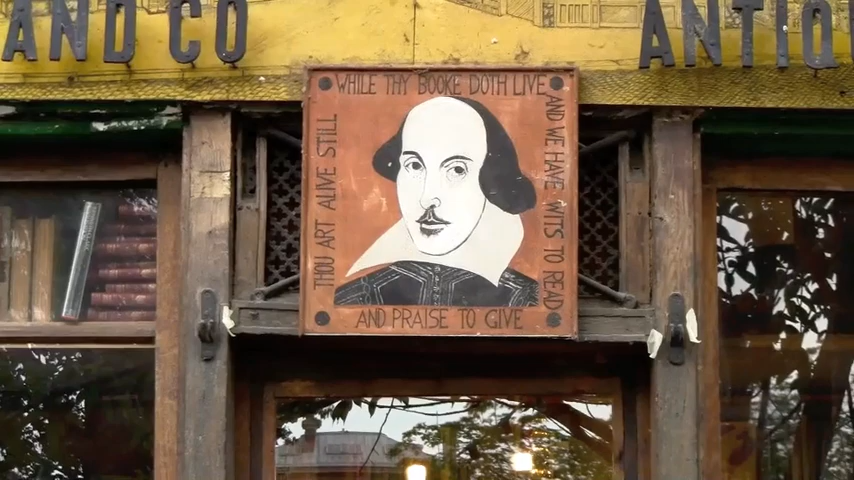 AND CO
ANTIQ
THOU ART ALIVE STILL
WHILE THY BOOKE DOTH LIVE
AND WE HAVE WITS TO READ
AND PRAISE TO GIVE